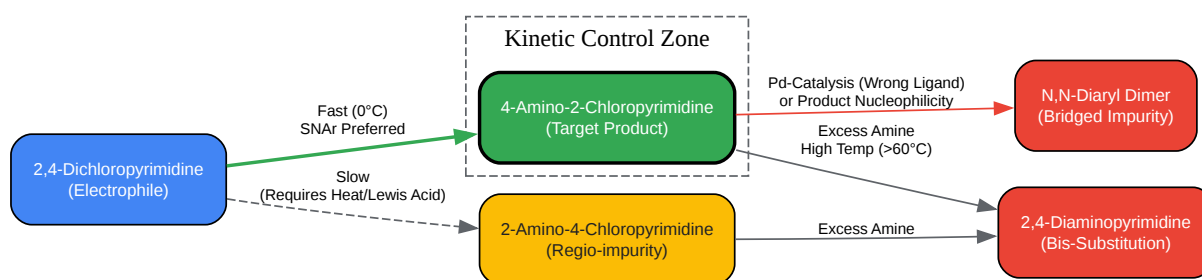 Kinetic Control Zone
2,4-Dichloropyrimidine
(Electrophile)
Fast (0°C)
SNAr Preferred
Slow
(Requires Heat/Lewis Acid)
4-Amino-2-Chloropyrimidine
(Target Product)
2-Amino-4-Chloropyrimidine
(Regio-impurity)
Pd-Catalysis (Wrong Ligand)
or Product Nucleophilicity
Excess Amine
High Temp (>60°C)
Excess Amine
N,N-Diaryl Dimer
(Bridged Impurity)
2,4-Diaminopyrimidine
(Bis-Substitution)